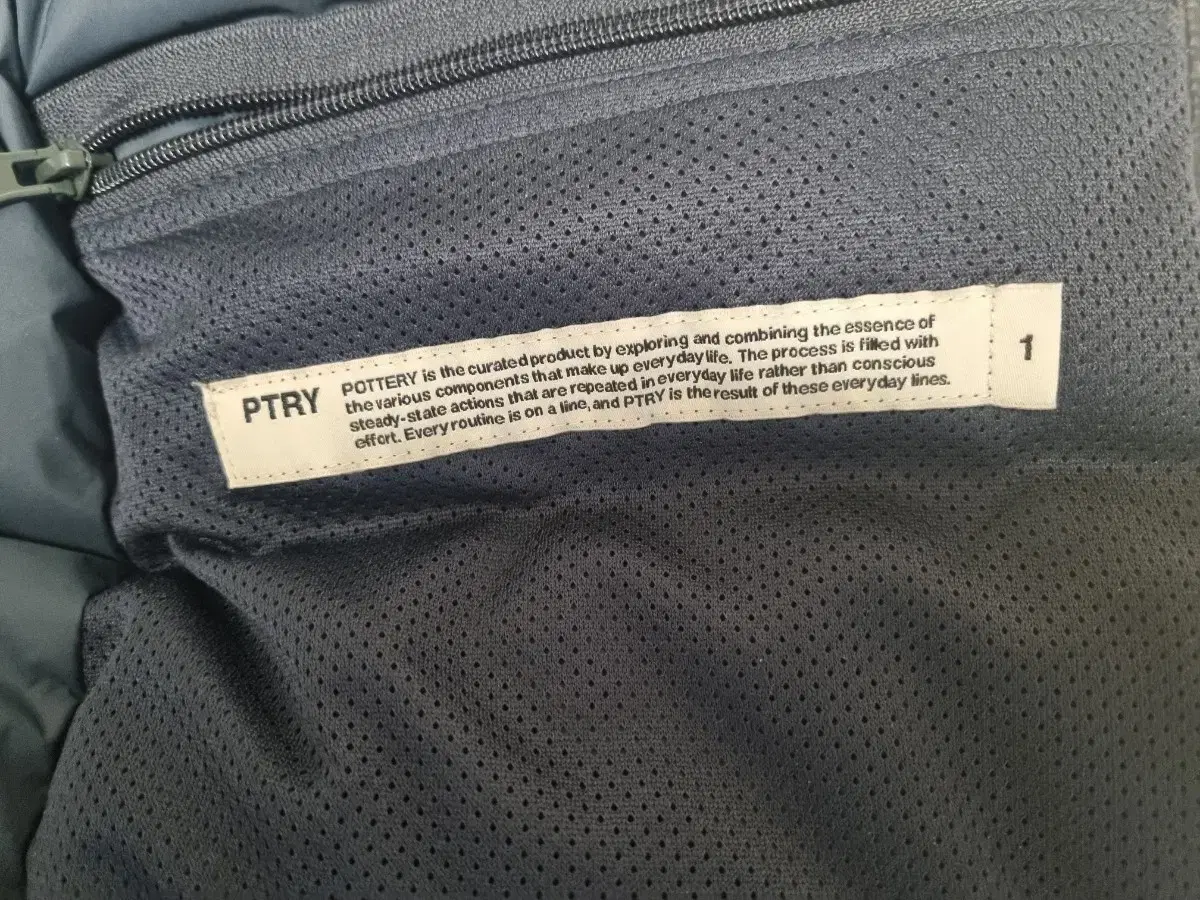 PTRY
POTTERY is the curated product by exploring and combining the essence of
the various components that make up everyday life. The process is filled with
steady-state actions that are repeated in everyday life rather than conscious
effort. Every routine is on a line, and PTRY is the result of these everyday lines.
1